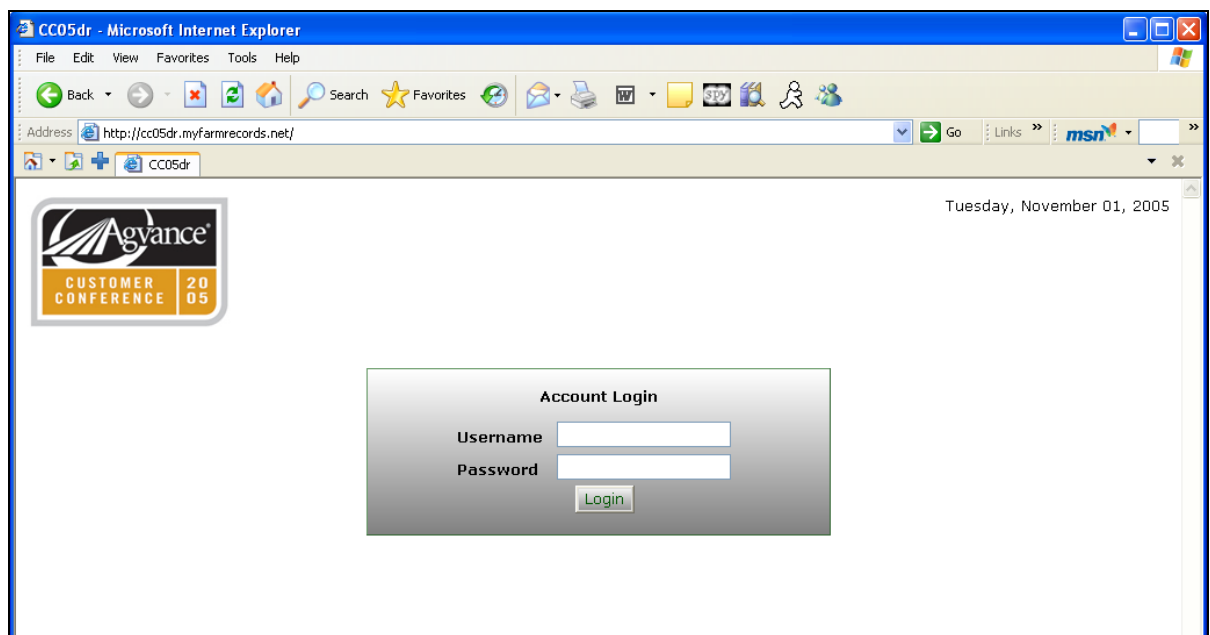 CC05dr - Microsoft Internet Explorer
File Edit View Favorites Tools Help
Back Search Favorites W SPY
Address http://cc05dr.myfarmrecords.net/ Go Links » msn »
CC05dr
Tuesday, November 01, 2005
Agvance®
CUSTOMER CONFERENCE 20 05
Account Login
Username
Password
Login